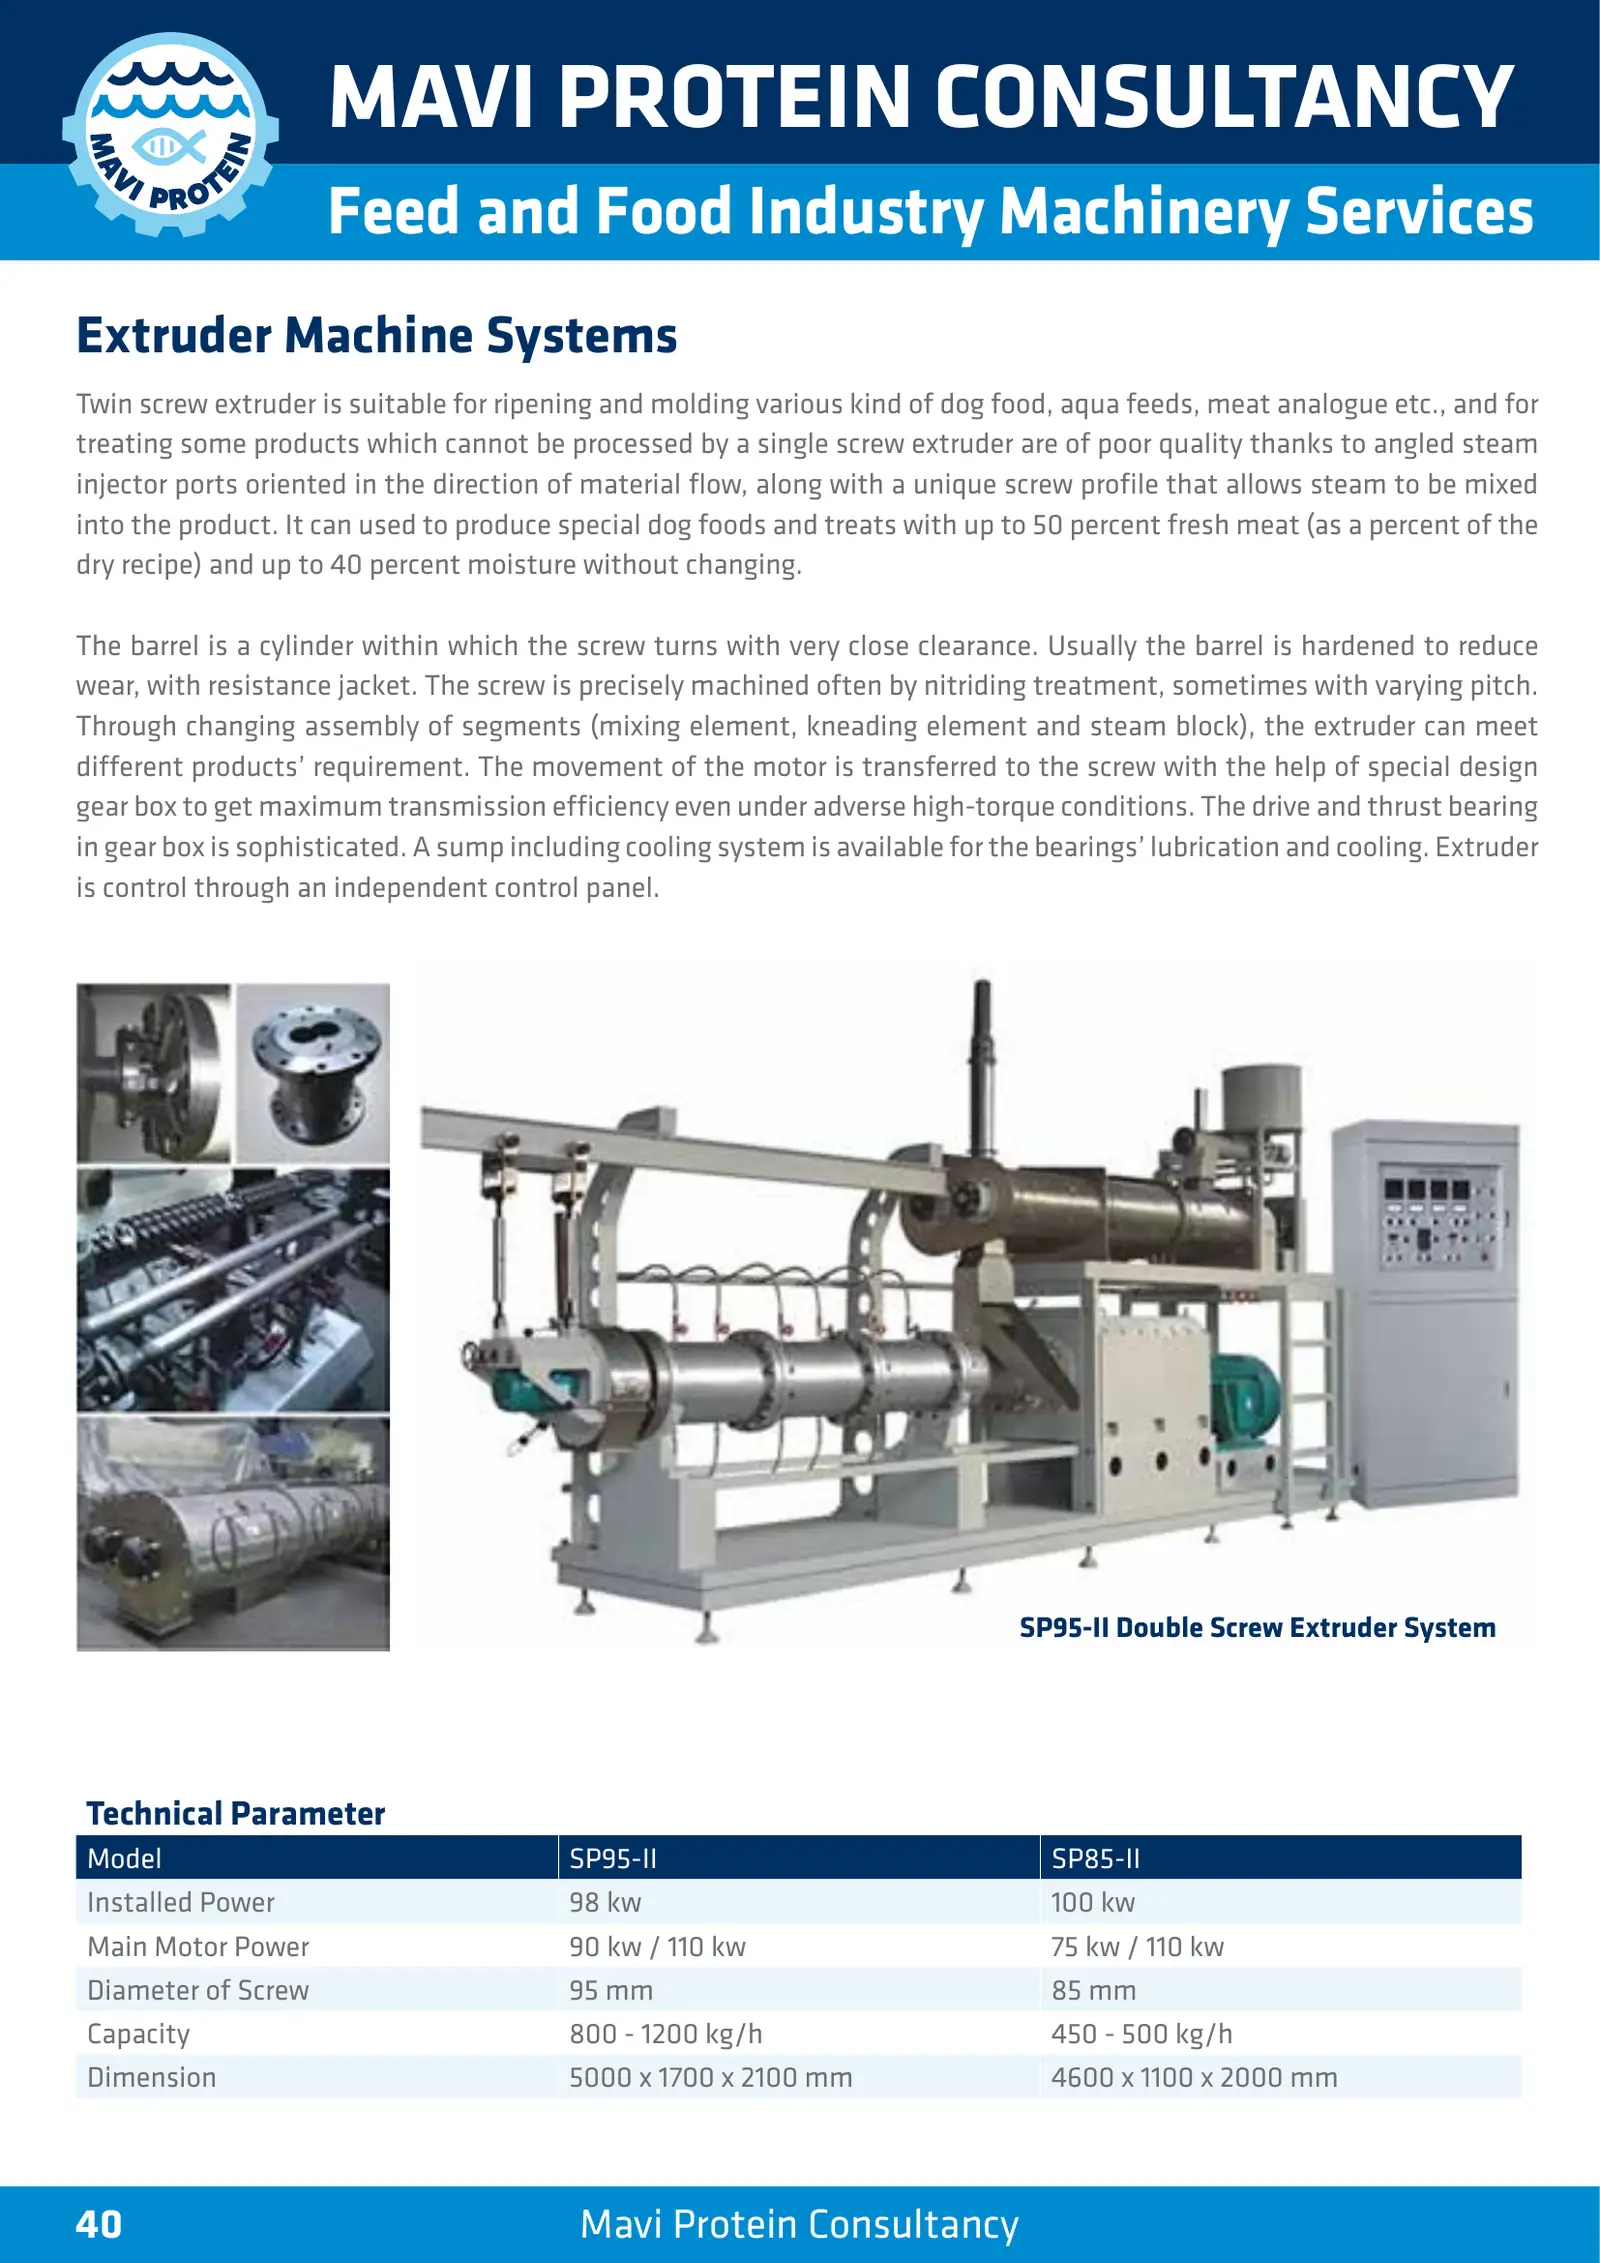 MAVI PROTEIN
MAVI PROTEIN CONSULTANCY
Feed and Food Industry Machinery Services
Extruder Machine Systems
Twin screw extruder is suitable for ripening and molding various kind of dog food, aqua feeds, meat analogue etc., and for
treating some products which cannot be processed by a single screw extruder are of poor quality thanks to angled steam
injector ports oriented in the direction of material flow, along with a unique screw profile that allows steam to be mixed
into the product. It can used to produce special dog foods and treats with up to 50 percent fresh meat (as a percent of the
dry recipe) and up to 40 percent moisture without changing.
The barrel is a cylinder within which the screw turns with very close clearance. Usually the barrel is hardened to reduce
wear, with resistance jacket. The screw is precisely machined often by nitriding treatment, sometimes with varying pitch.
Through changing assembly of segments (mixing element, kneading element and steam block), the extruder can meet
different products’ requirement. The movement of the motor is transferred to the screw with the help of special design
gear box to get maximum transmission efficiency even under adverse high-torque conditions. The drive and thrust bearing
in gear box is sophisticated. A sump including cooling system is available for the bearings’ lubrication and cooling. Extruder
is control through an independent control panel.
SP95-II Double Screw Extruder System
Technical Parameter
Model SP95-II SP85-II
Installed Power 98 kw 100 kw
Main Motor Power 90 kw / 110 kw 75 kw / 110 kw
Diameter of Screw 95 mm 85 mm
Capacity 800 - 1200 kg/h 450 - 500 kg/h
Dimension 5000 x 1700 x 2100 mm 4600 x 1100 x 2000 mm
40 Mavi Protein Consultancy